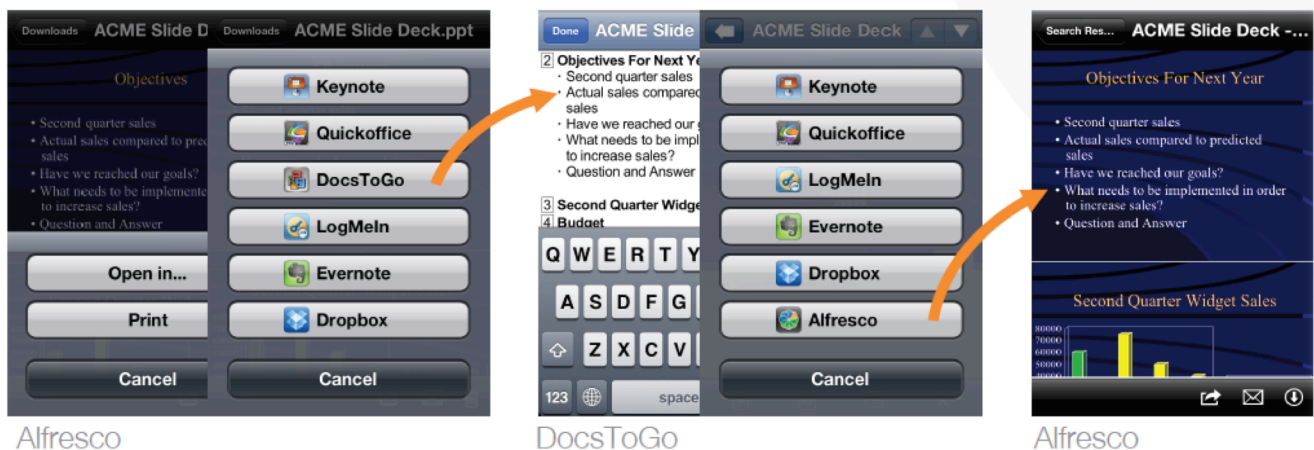 Downloads
ACME Slide D
Objectives
• Second quarter sales
• Actual sales compared to pred
sales
• Have we reached our goals?
• What needs to be implemente
to increase sales?
• Question and Answer
Open in...
Print
Cancel
Downloads
ACME Slide Deck.ppt
Keynote
Quickoffice
DocsToGo
LogMeIn
Evernote
Dropbox
Cancel
Alfresco
Done
ACME Slide
2 Objectives For Next Ye
· Second quarter sales
· Actual sales compared
sales
· Have we reached our
· What needs to be impl
to increase sales?
· Question and Answer
3 Second Quarter Widge
4 Budget
Q W E R T Y
A S D F G
Z X C V
123
space
ACME Slide Deck
Keynote
Quickoffice
LogMeIn
Evernote
Dropbox
Alfresco
Cancel
DocsToGo
Search Res...
ACME Slide Deck -...
Objectives For Next Year
• Second quarter sales
• Actual sales compared to predicted
sales
• Have we reached our goals?
• What needs to be implemented in order
to increase sales?
• Question and Answer
Second Quarter Widget Sales
80000
70000
60000
50000
40000
Alfresco